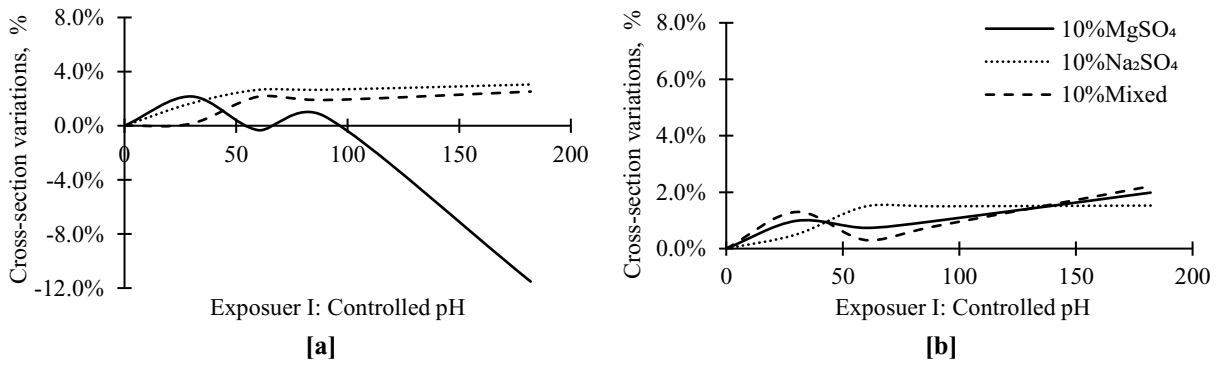 Cross-section variations, %
8.0%
4.0%
0.0%
-4.0%
-8.0%
-12.0%
0
50
100
150
200
Exposuer I: Controlled pH
[a]
Cross-section variations, %
8.0%
6.0%
4.0%
2.0%
0.0%
0
50
100
150
200
10%MgSO₄
10%Na₂SO₄
10%Mixed
Exposuer I: Controlled pH
[b]